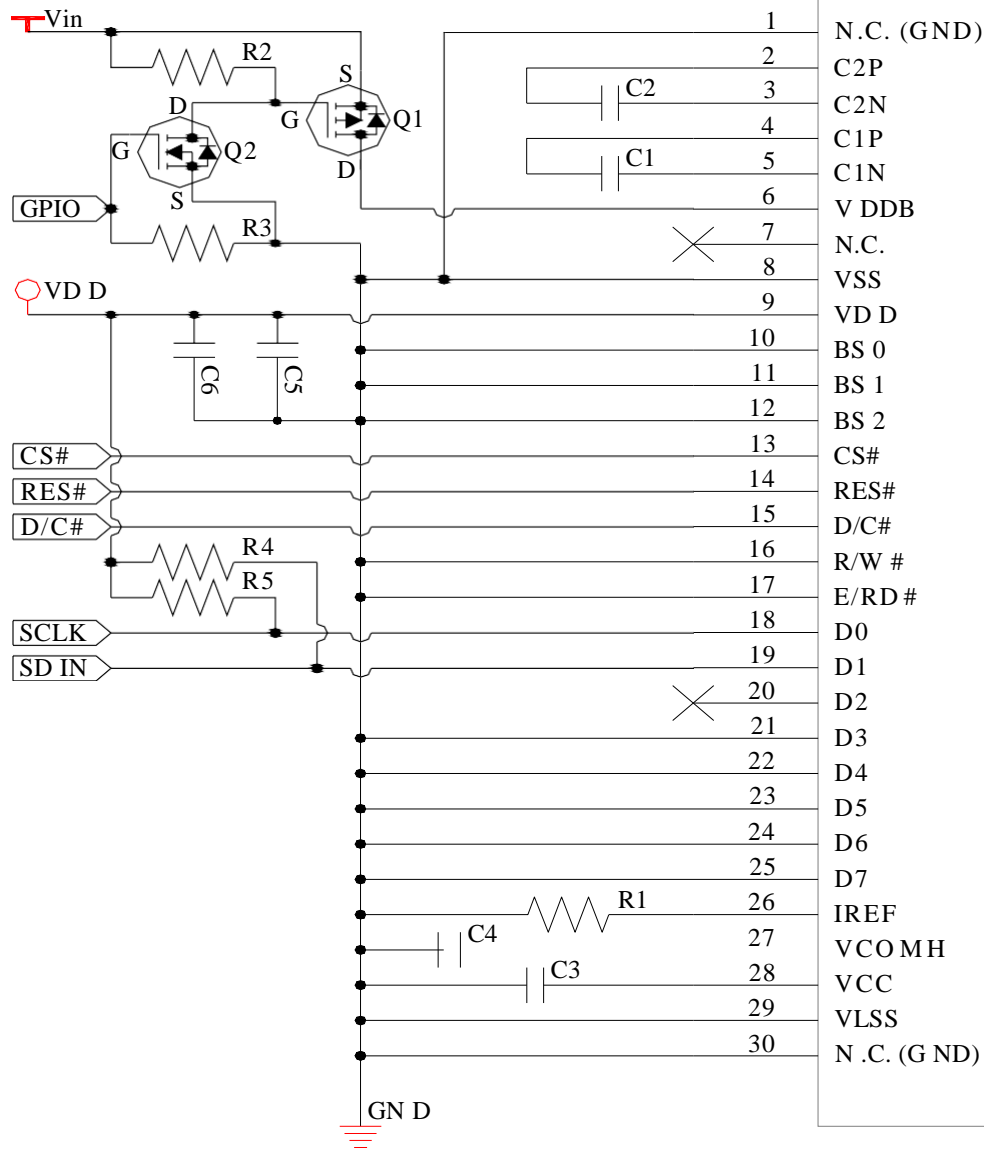 Vin
R2
S
D
G
Q1
G
Q2
D
S
GPIO
R3
VD D
C6
C5
CS#
RES#
D/C#
R4
R5
SCLK
SD IN
C2
C1
R1
C4
C3
GN D
1 N.C. (GND)
2 C2P
3 C2N
4 C1P
5 C1N
6 V DDB
7 N.C.
8 VSS
9 VD D
10 BS 0
11 BS 1
12 BS 2
13 CS#
14 RES#
15 D/C#
16 R/W #
17 E/RD #
18 D0
19 D1
20 D2
21 D3
22 D4
23 D5
24 D6
25 D7
26 IREF
27 VCO M H
28 VCC
29 VLSS
30 N .C. (G ND)